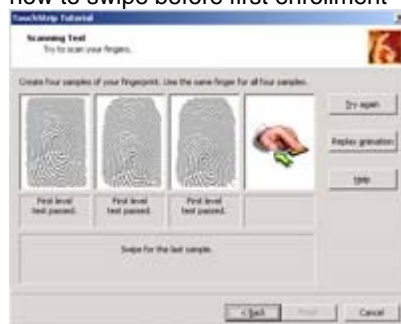 how to swipe before first enrollment
TouchStrip Tutorial
Scanning Test
Try to scan your fingers.
Create four samples of your fingerprint. Use the same finger for all four samples.
Try again
Replay animation
Help
First level
test passed.
First level
test passed.
First level
test passed.
Swipe for the last sample.
< Back
Cancel